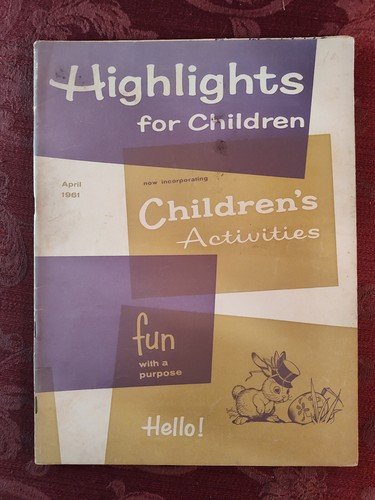 Highlights
for Children
April
1961
now incorporating
Children's
Activities
fun
with a
purpose
Hello!